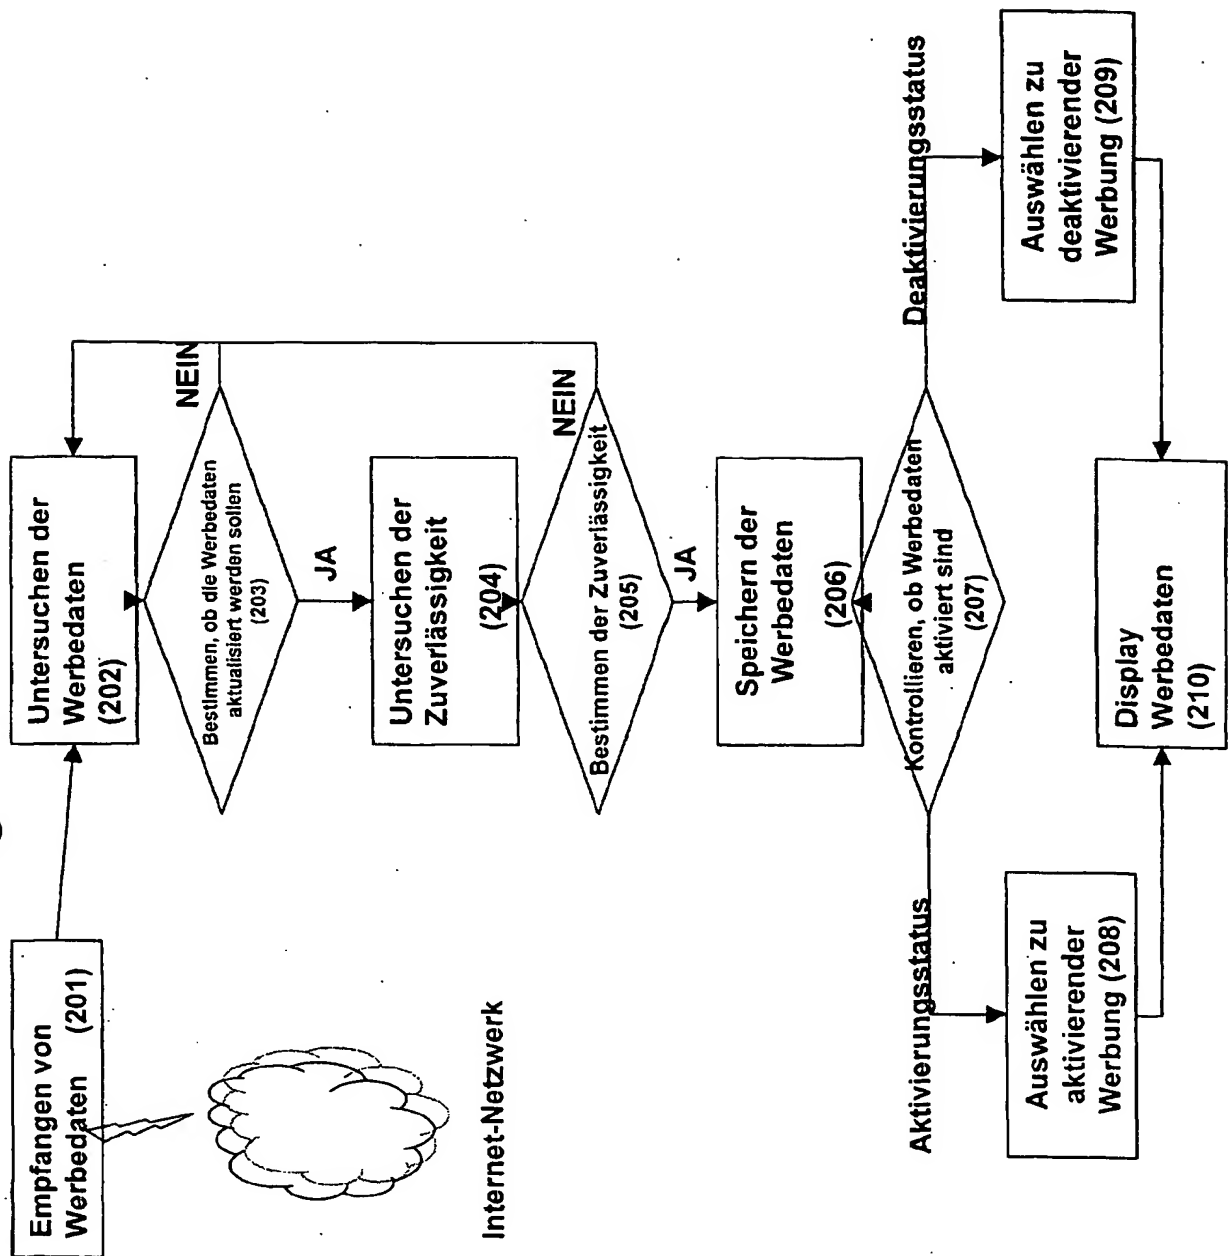 Empfangen von
Werbedaten (201)
Internet-Netzwerk
Untersuchen der
Werbedaten
(202)
Bestimmen, ob die Werbedaten
aktualisiert werden sollen
(203)
NEIN
JA
Untersuchen der
Zuverlässigkeit
(204)
Bestimmen der Zuverlässigkeit
(205)
NEIN
JA
Speichern der
Werbedaten
(206)
Kontrollieren, ob Werbedaten
aktiviert sind
(207)
Aktivierungsstatus
Deaktivierungsstatus
Auswählen zu
aktivierender
Werbung (208)
Auswählen zu
deaktivierender
Werbung (209)
Display
Werbedaten
(210)